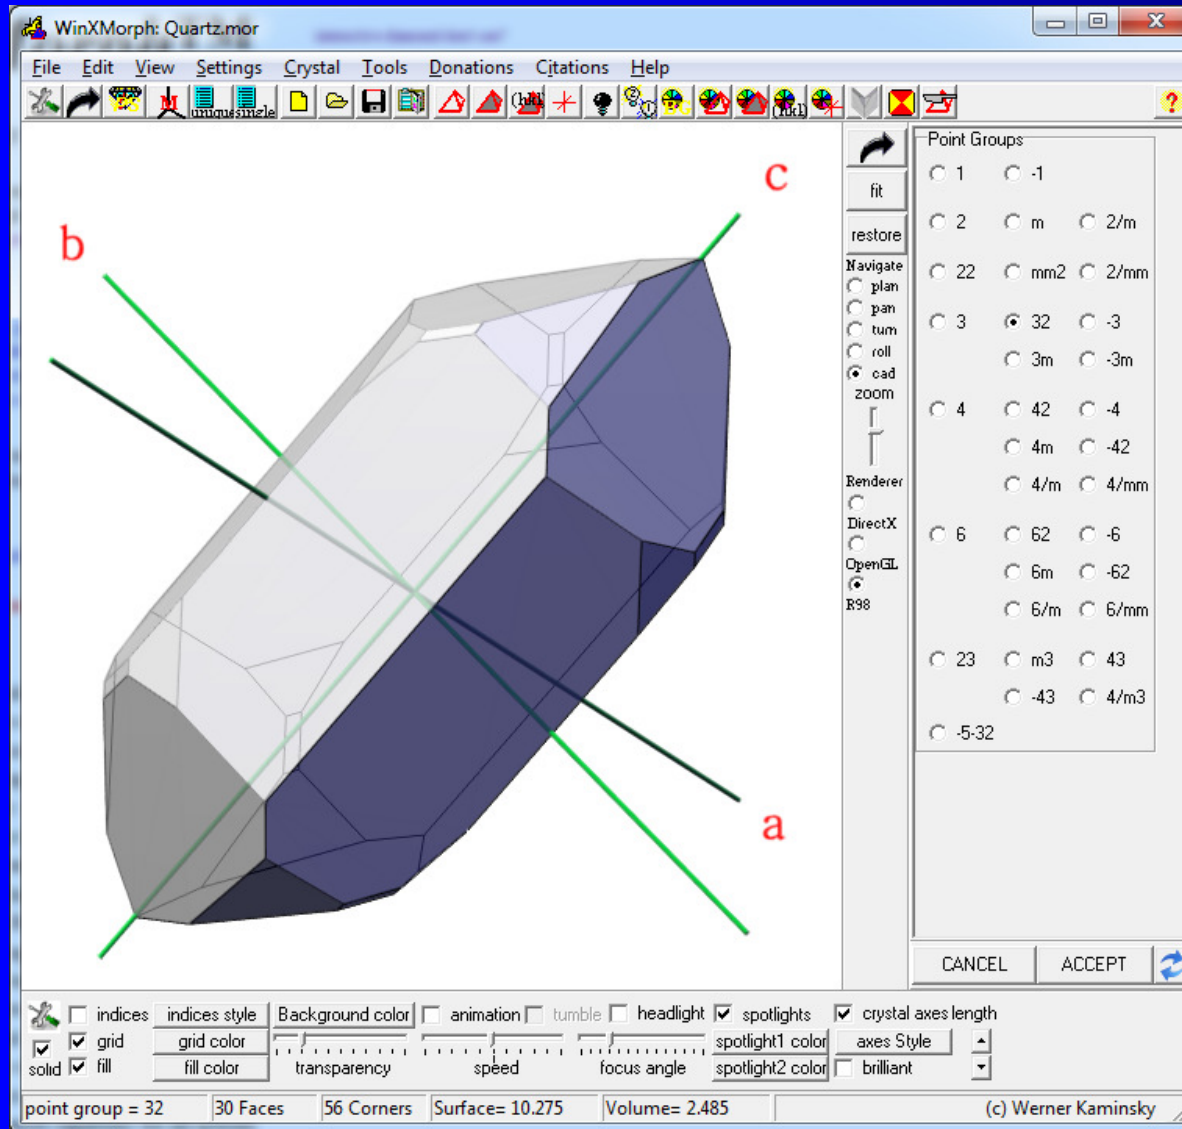 WinXMorph: Quartz.mor
File Edit View Settings Crystal Tools Donations Citations Help
unique single (hkl) (hkl) ?
c
b
a
fit
restore
Navigate
plan
pan
turn
roll
cad
zoom
Renderer
DirectX
OpenGL
R98
Point Groups
1 -1
2 m 2/m
22 mm2 2/mm
3 32 -3
3m -3m
4 42 -4
4m -42
4/m 4/mm
6 62 -6
6m -62
6/m 6/mm
23 m3 43
-43 4/m3
-5-32
CANCEL ACCEPT
indices indices style Background color animation tumble headlight spotlights crystal axes length
grid grid color spotlight1 color axes Style
solid fill fill color transparency speed focus angle spotlight2 color brilliant
point group = 32 30 Faces 56 Corners Surface= 10.275 Volume= 2.485 (c) Werner Kaminsky